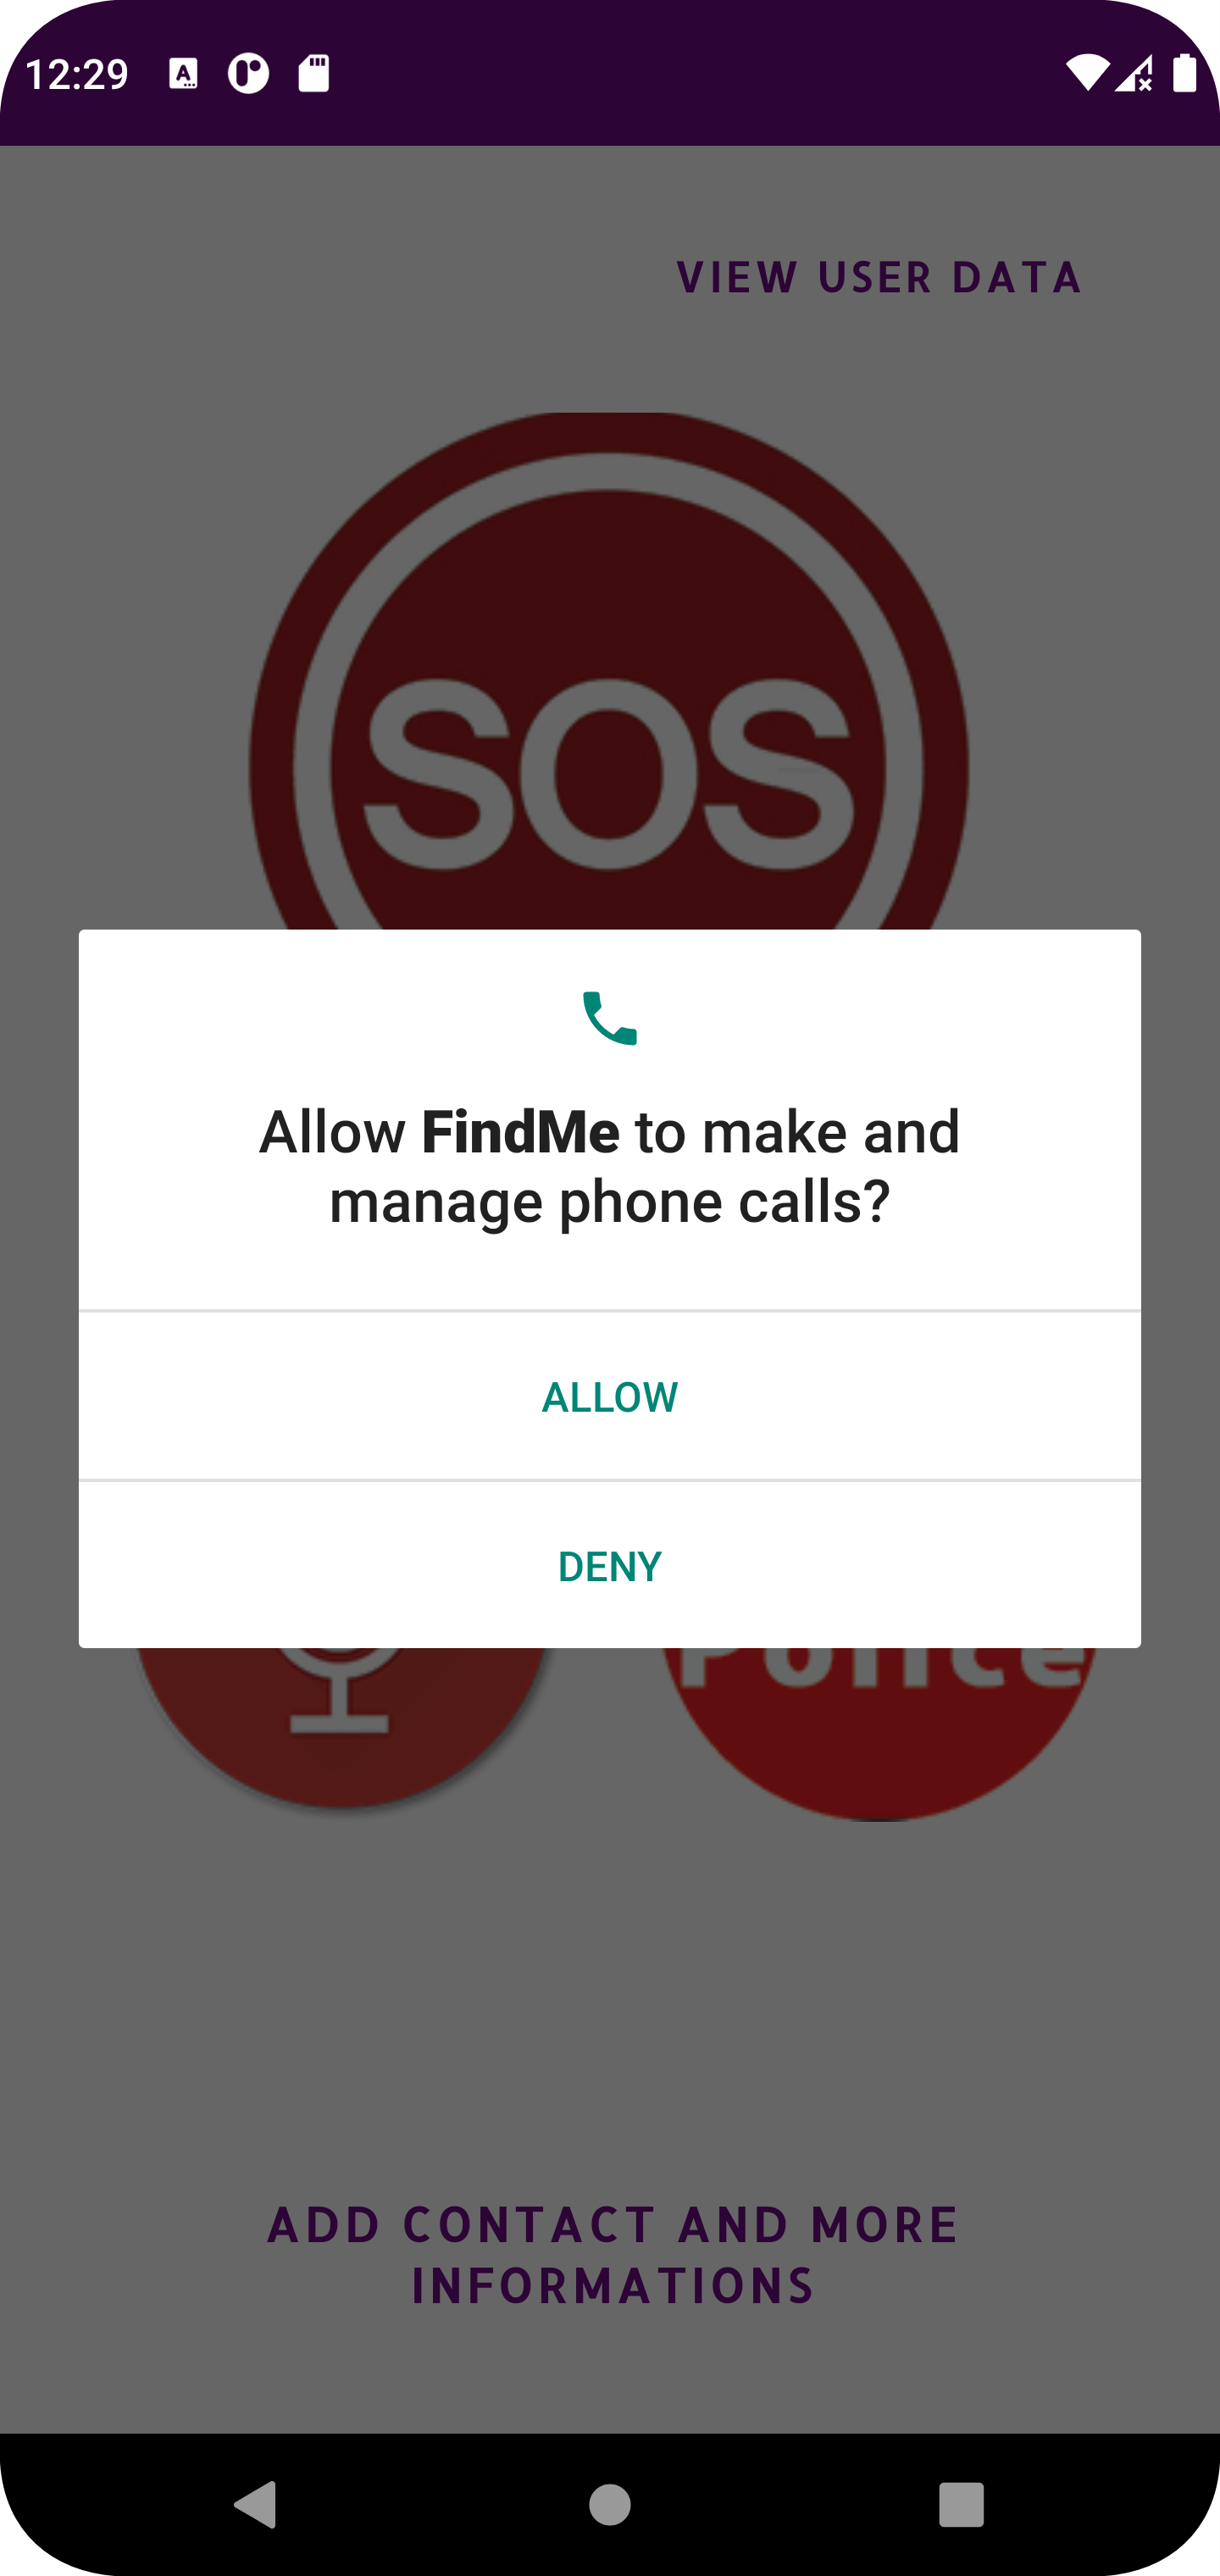 12:29
VIEW USER DATA
SOS
Allow FindMe to make and
manage phone calls?
ALLOW
DENY
Police
ADD CONTACT AND MORE
INFORMATIONS